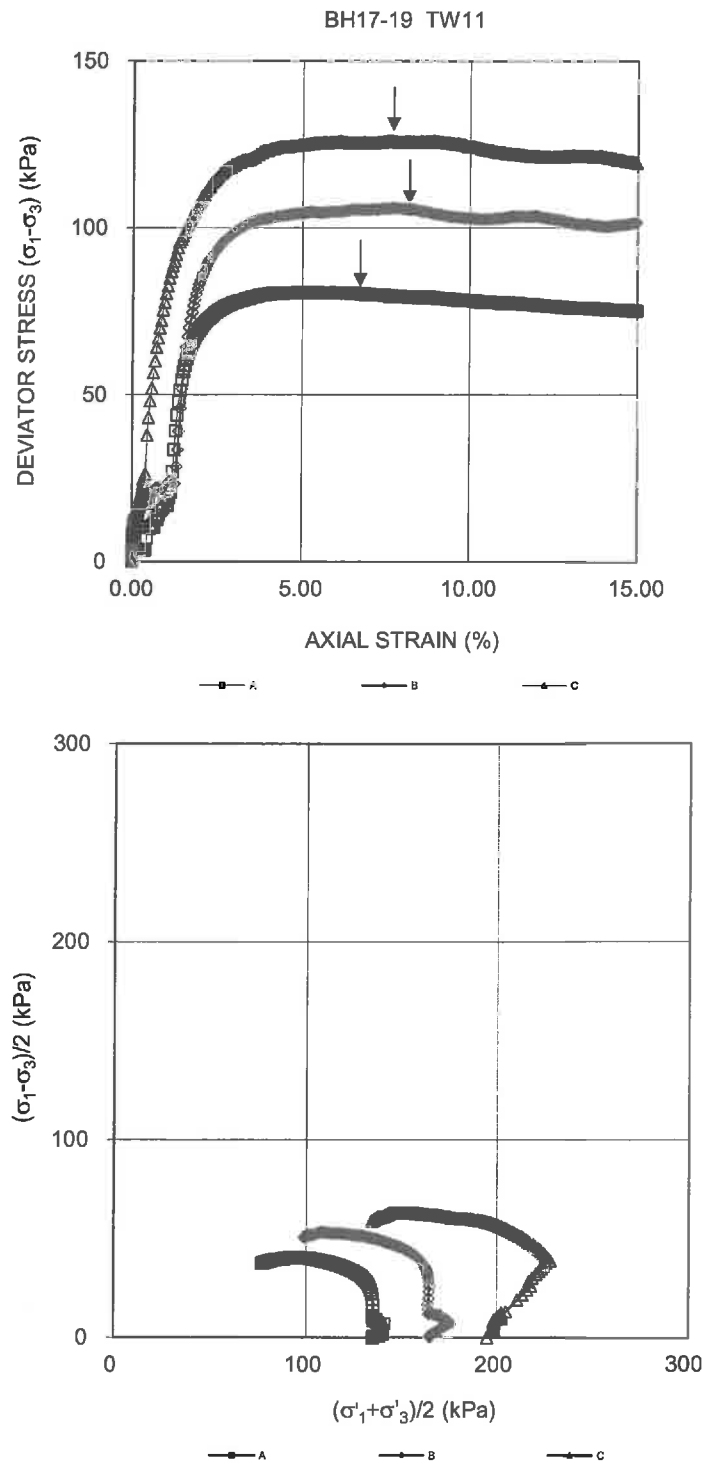 BH17-19 TW11
150
100
50
0
DEVIATOR STRESS (σ₁-σ₃) (kPa)
0.00 5.00 10.00 15.00
AXIAL STRAIN (%)
A B C
300
200
100
0
(σ₁-σ₃)/2 (kPa)
0 100 200 300
(σ'₁+σ'₃)/2 (kPa)
A B C